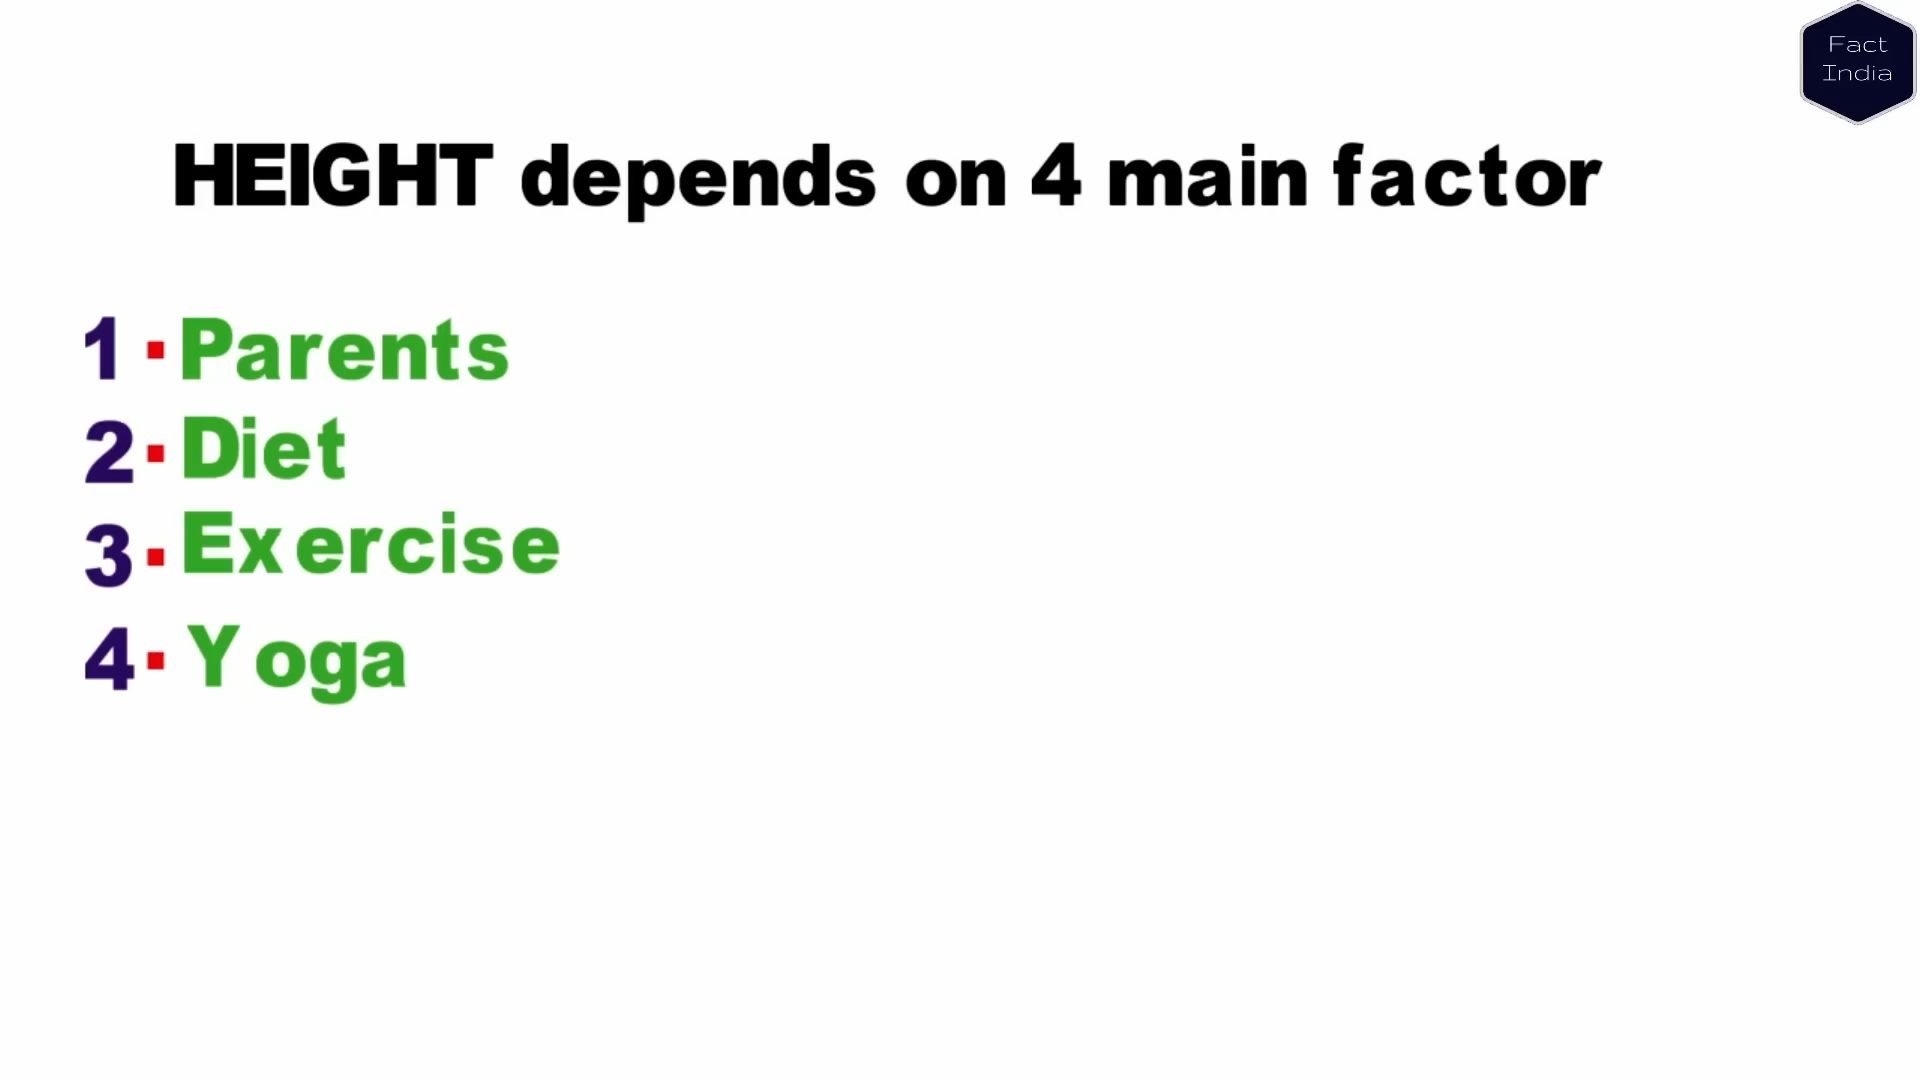 Fact
India
HEIGHT depends on 4 main factor
1. Parents
2. Diet
3. Exercise
4. Yoga